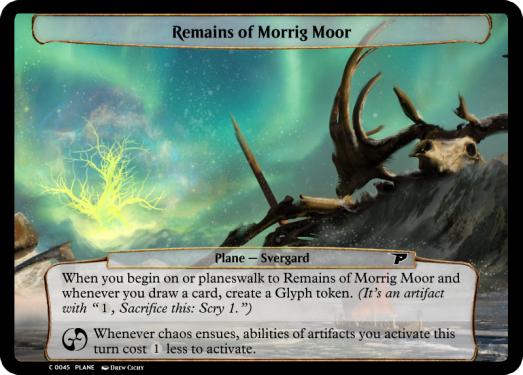 Remains of Morrig Moor
Plane — Svergard
When you begin on or planeswalk to Remains of Morrig Moor and
whenever you draw a card, create a Glyph token. (It's an artifact
with “1, Sacrifice this: Scry 1.”)
Whenever chaos ensues, abilities of artifacts you activate this
turn cost 1 less to activate.
C 0045 PLANE Drew Cichy